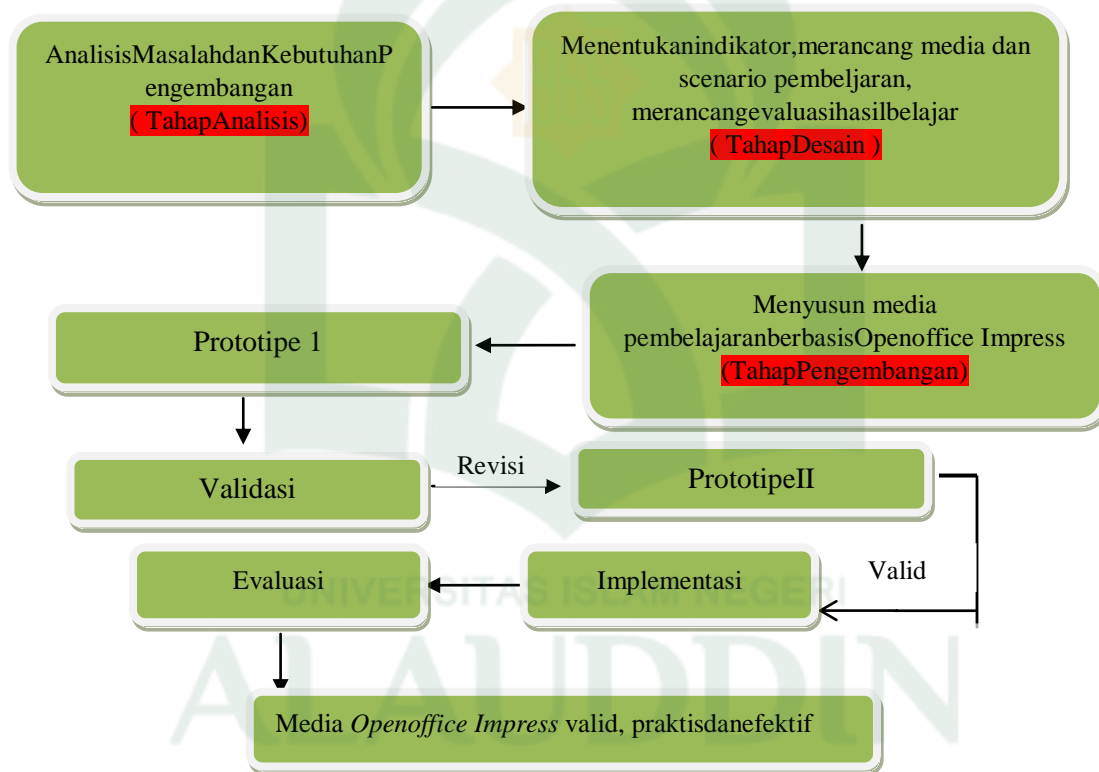 AnalisisMasalahdanKebutuhanP
engembangan
( TahapAnalisis)
Menentukanindikator,merancang media dan
scenario pembeljaran,
merancangevaluasihasilbelajar
( TahapDesain )
Menyusun media
pembelajaranberbasisOpenoffice Impress
(TahapPengembangan)
Prototipe 1
Validasi
Revisi
PrototipeII
Valid
Implementasi
Evaluasi
UNIVERSITAS ISLAM NEGERI
ALAUDDIN
Media Openoffice Impress valid, praktisdanefektif